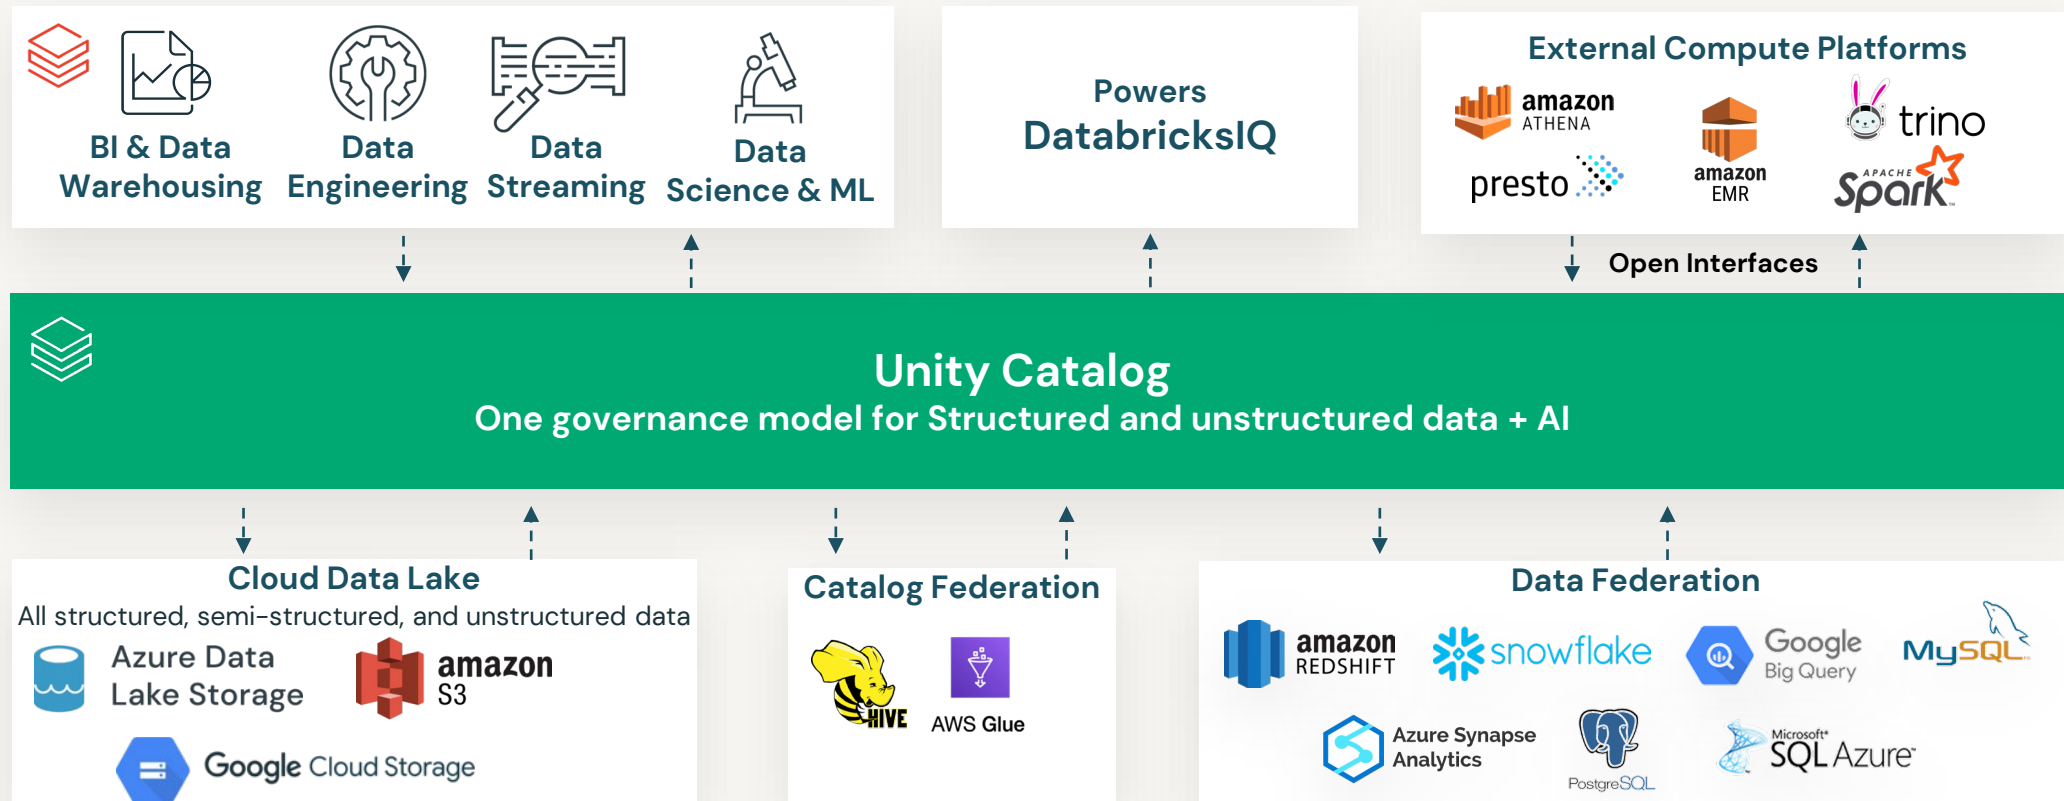 BI & Data
Warehousing
Data
Engineering
Data
Streaming
Data
Science & ML
Powers
DatabricksIQ
External Compute Platforms
amazon
ATHENA
presto
amazon
EMR
trino
APACHE
Spark
Open Interfaces
Unity Catalog
One governance model for Structured and unstructured data + AI
Cloud Data Lake
All structured, semi-structured, and unstructured data
Azure Data
Lake Storage
amazon
S3
Google Cloud Storage
Catalog Federation
HIVE
AWS Glue
Data Federation
amazon
REDSHIFT
snowflake
Google
Big Query
MySQL
Azure Synapse
Analytics
PostgreSQL
Microsoft®
SQL Azure™